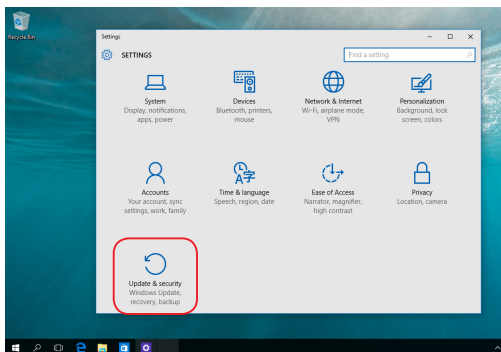 Recycle Bin
Settings
SETTINGS
Find a setting
System
Display, notifications,
apps, power
Devices
Bluetooth, printers,
mouse
Network & Internet
Wi-Fi, airplane mode,
VPN
Personalization
Background, lock
screen, colors
Accounts
Your account, sync
settings, work, family
Time & language
Speech, region, date
Ease of Access
Narrator, magnifier,
high contrast
Privacy
Location, camera
Update & security
Windows Update,
recovery, backup